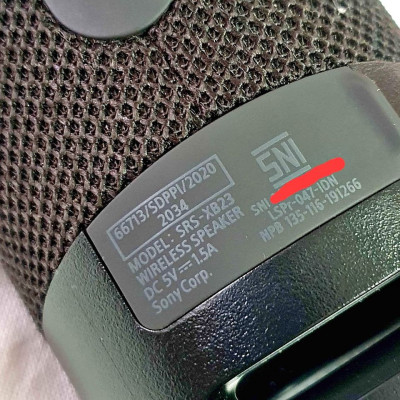 66713/SDPPI/2020
2034
MODEL: SRS-XB23
WIRELESS SPEAKER
DC 5V 1.5A
Sony Corp.
SNI
SNI
LSPr-047-IDN
NPB 135-116-191266